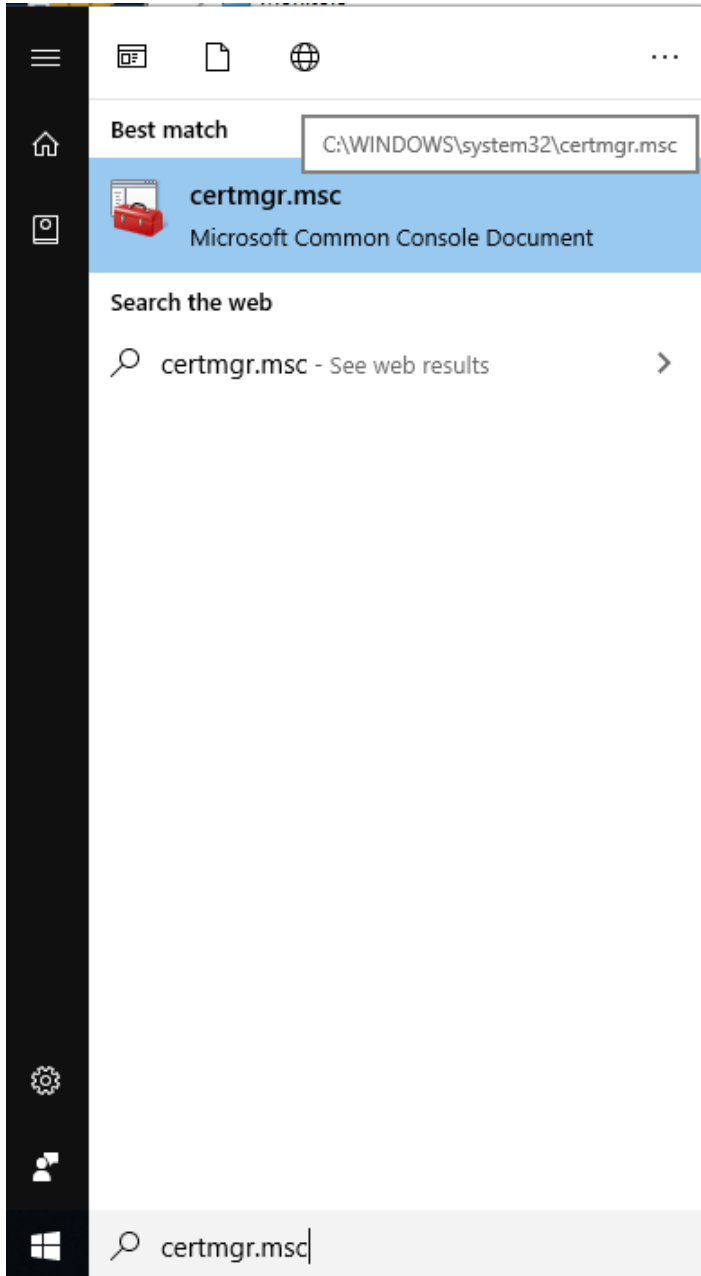 Best match
C:\WINDOWS\system32\certmgr.msc
certmgr.msc
Microsoft Common Console Document
Search the web
certmgr.msc - See web results
certmgr.msc